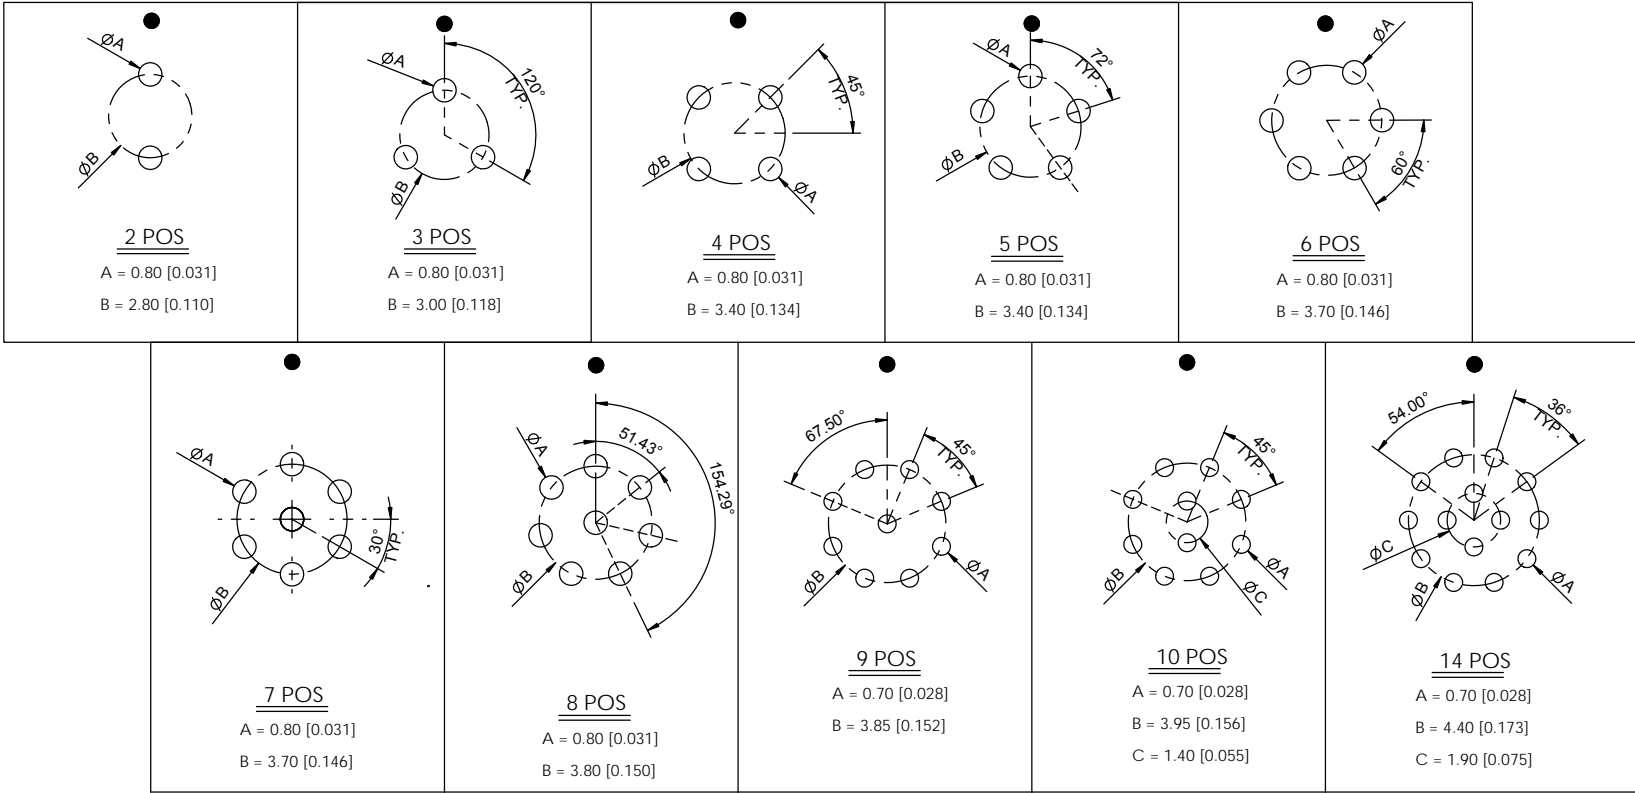 ØA
ØB
2 POS
A = 0.80 [0.031]
B = 2.80 [0.110]
ØA
120°
TYP.
ØB
3 POS
A = 0.80 [0.031]
B = 3.00 [0.118]
45°
TYP.
ØB
ØA
4 POS
A = 0.80 [0.031]
B = 3.40 [0.134]
ØA
72°
TYP.
ØB
5 POS
A = 0.80 [0.031]
B = 3.40 [0.134]
ØA
60°
TYP.
6 POS
A = 0.80 [0.031]
B = 3.70 [0.146]
ØA
30°
TYP.
ØB
7 POS
A = 0.80 [0.031]
B = 3.70 [0.146]
ØA
51.43°
154.29°
ØB
8 POS
A = 0.80 [0.031]
B = 3.80 [0.150]
67.50°
45°
TYP.
ØB
ØA
9 POS
A = 0.70 [0.028]
B = 3.85 [0.152]
45°
TYP.
ØB
ØA
ØC
10 POS
A = 0.70 [0.028]
B = 3.95 [0.156]
C = 1.40 [0.055]
54.00°
36°
TYP.
ØC
ØB
ØA
14 POS
A = 0.70 [0.028]
B = 4.40 [0.173]
C = 1.90 [0.075]